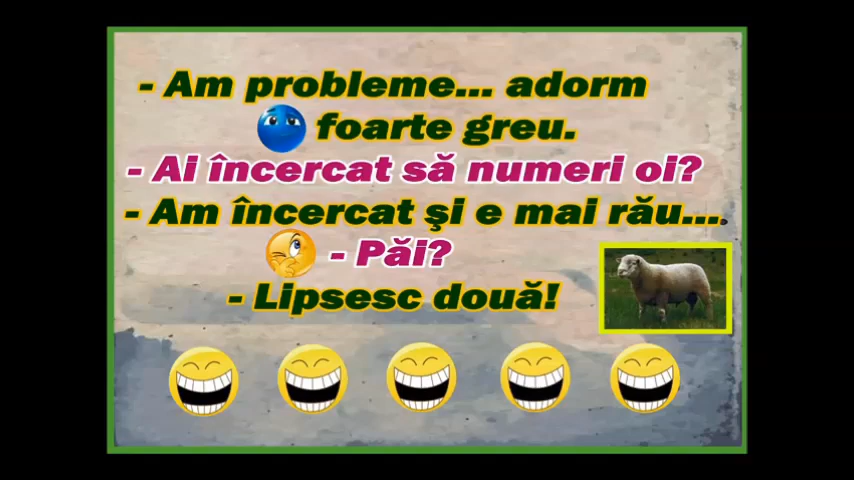 - Am probleme... adorm
foarte greu.
- Ai încercat să numeri oi?
- Am încercat şi e mai rău...
- Păi?
- Lipsesc două!